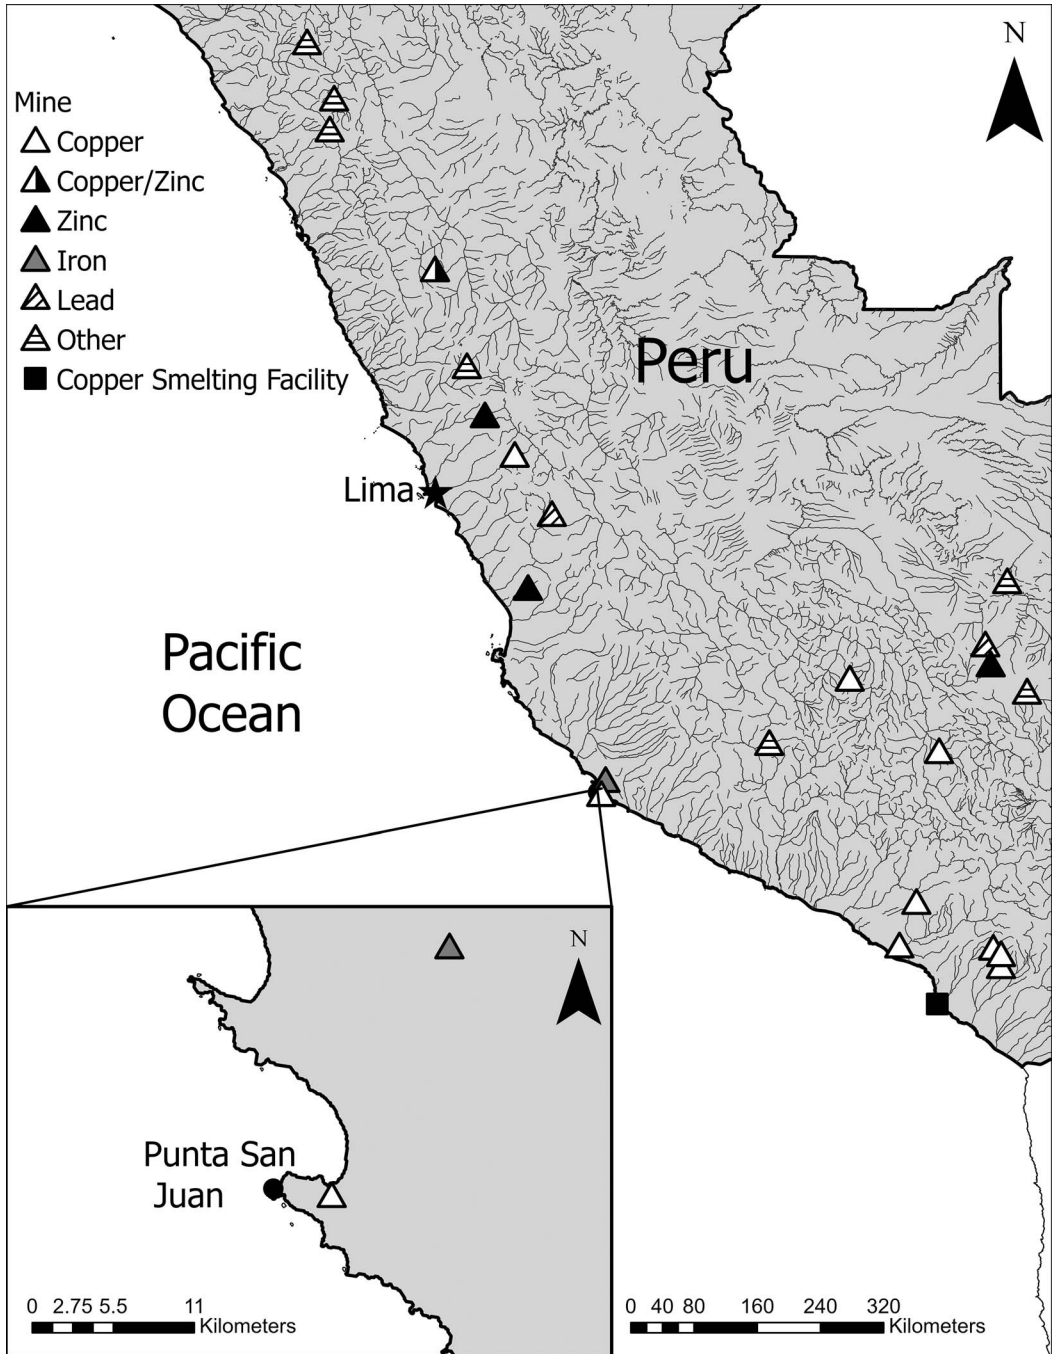 N
Mine
Copper
Copper/Zinc
Zinc
Iron
Lead
Other
Copper Smelting Facility
Peru
Lima
Pacific
Ocean
N
Punta San
Juan
0 2.75 5.5 11
Kilometers
0 40 80 160 240 320
Kilometers